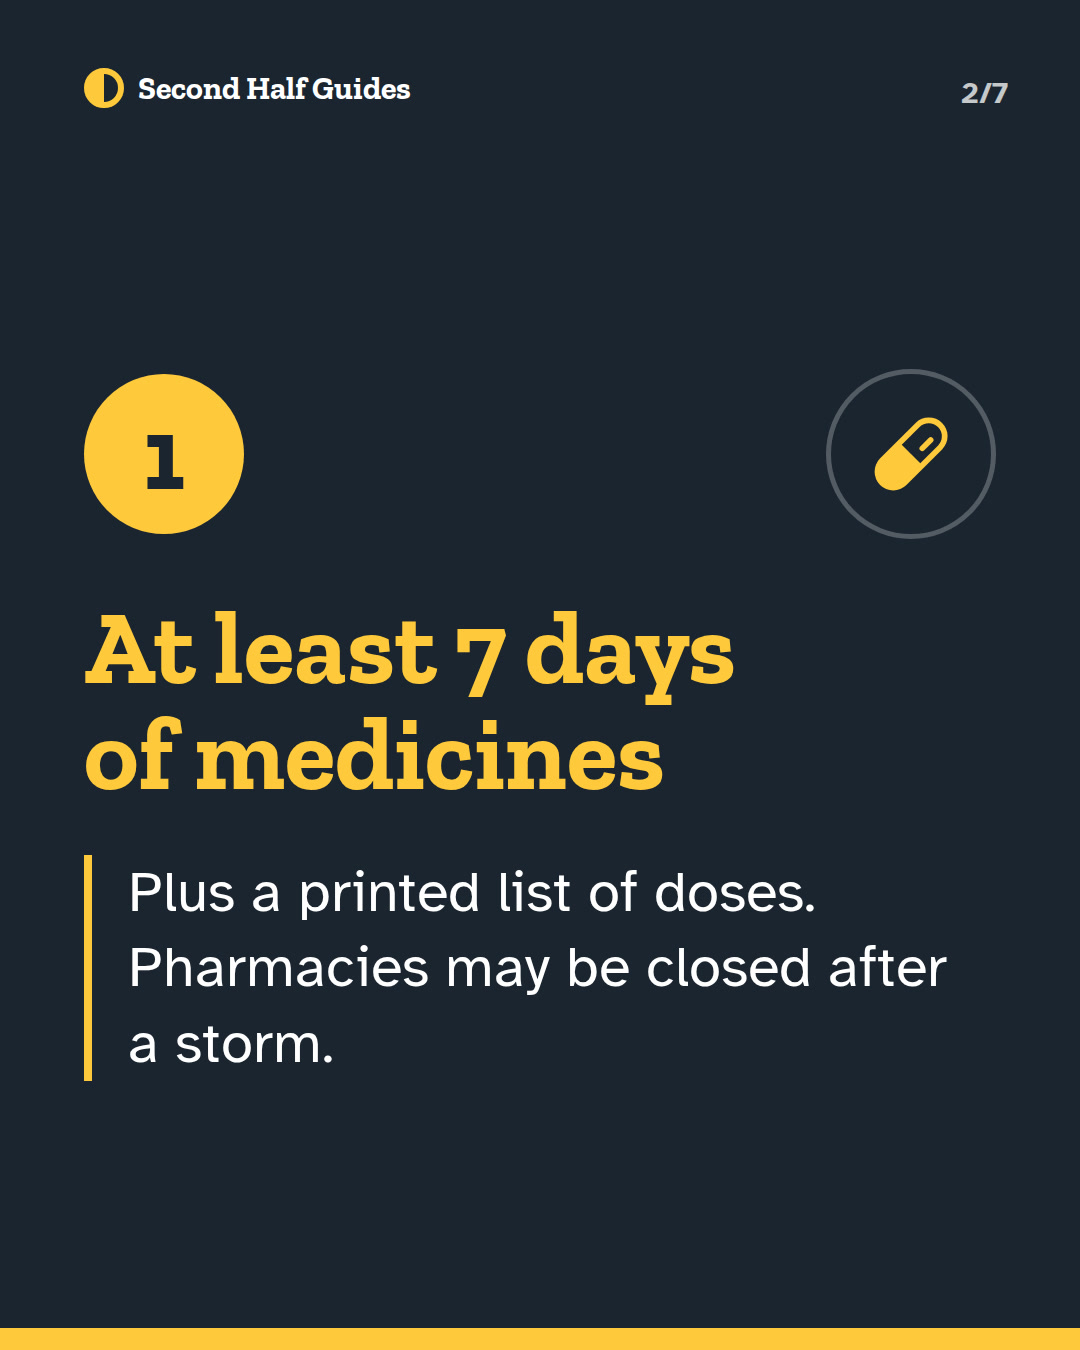 Second Half Guides
2/7
1
At least 7 days
of medicines
Plus a printed list of doses.
Pharmacies may be closed after
a storm.